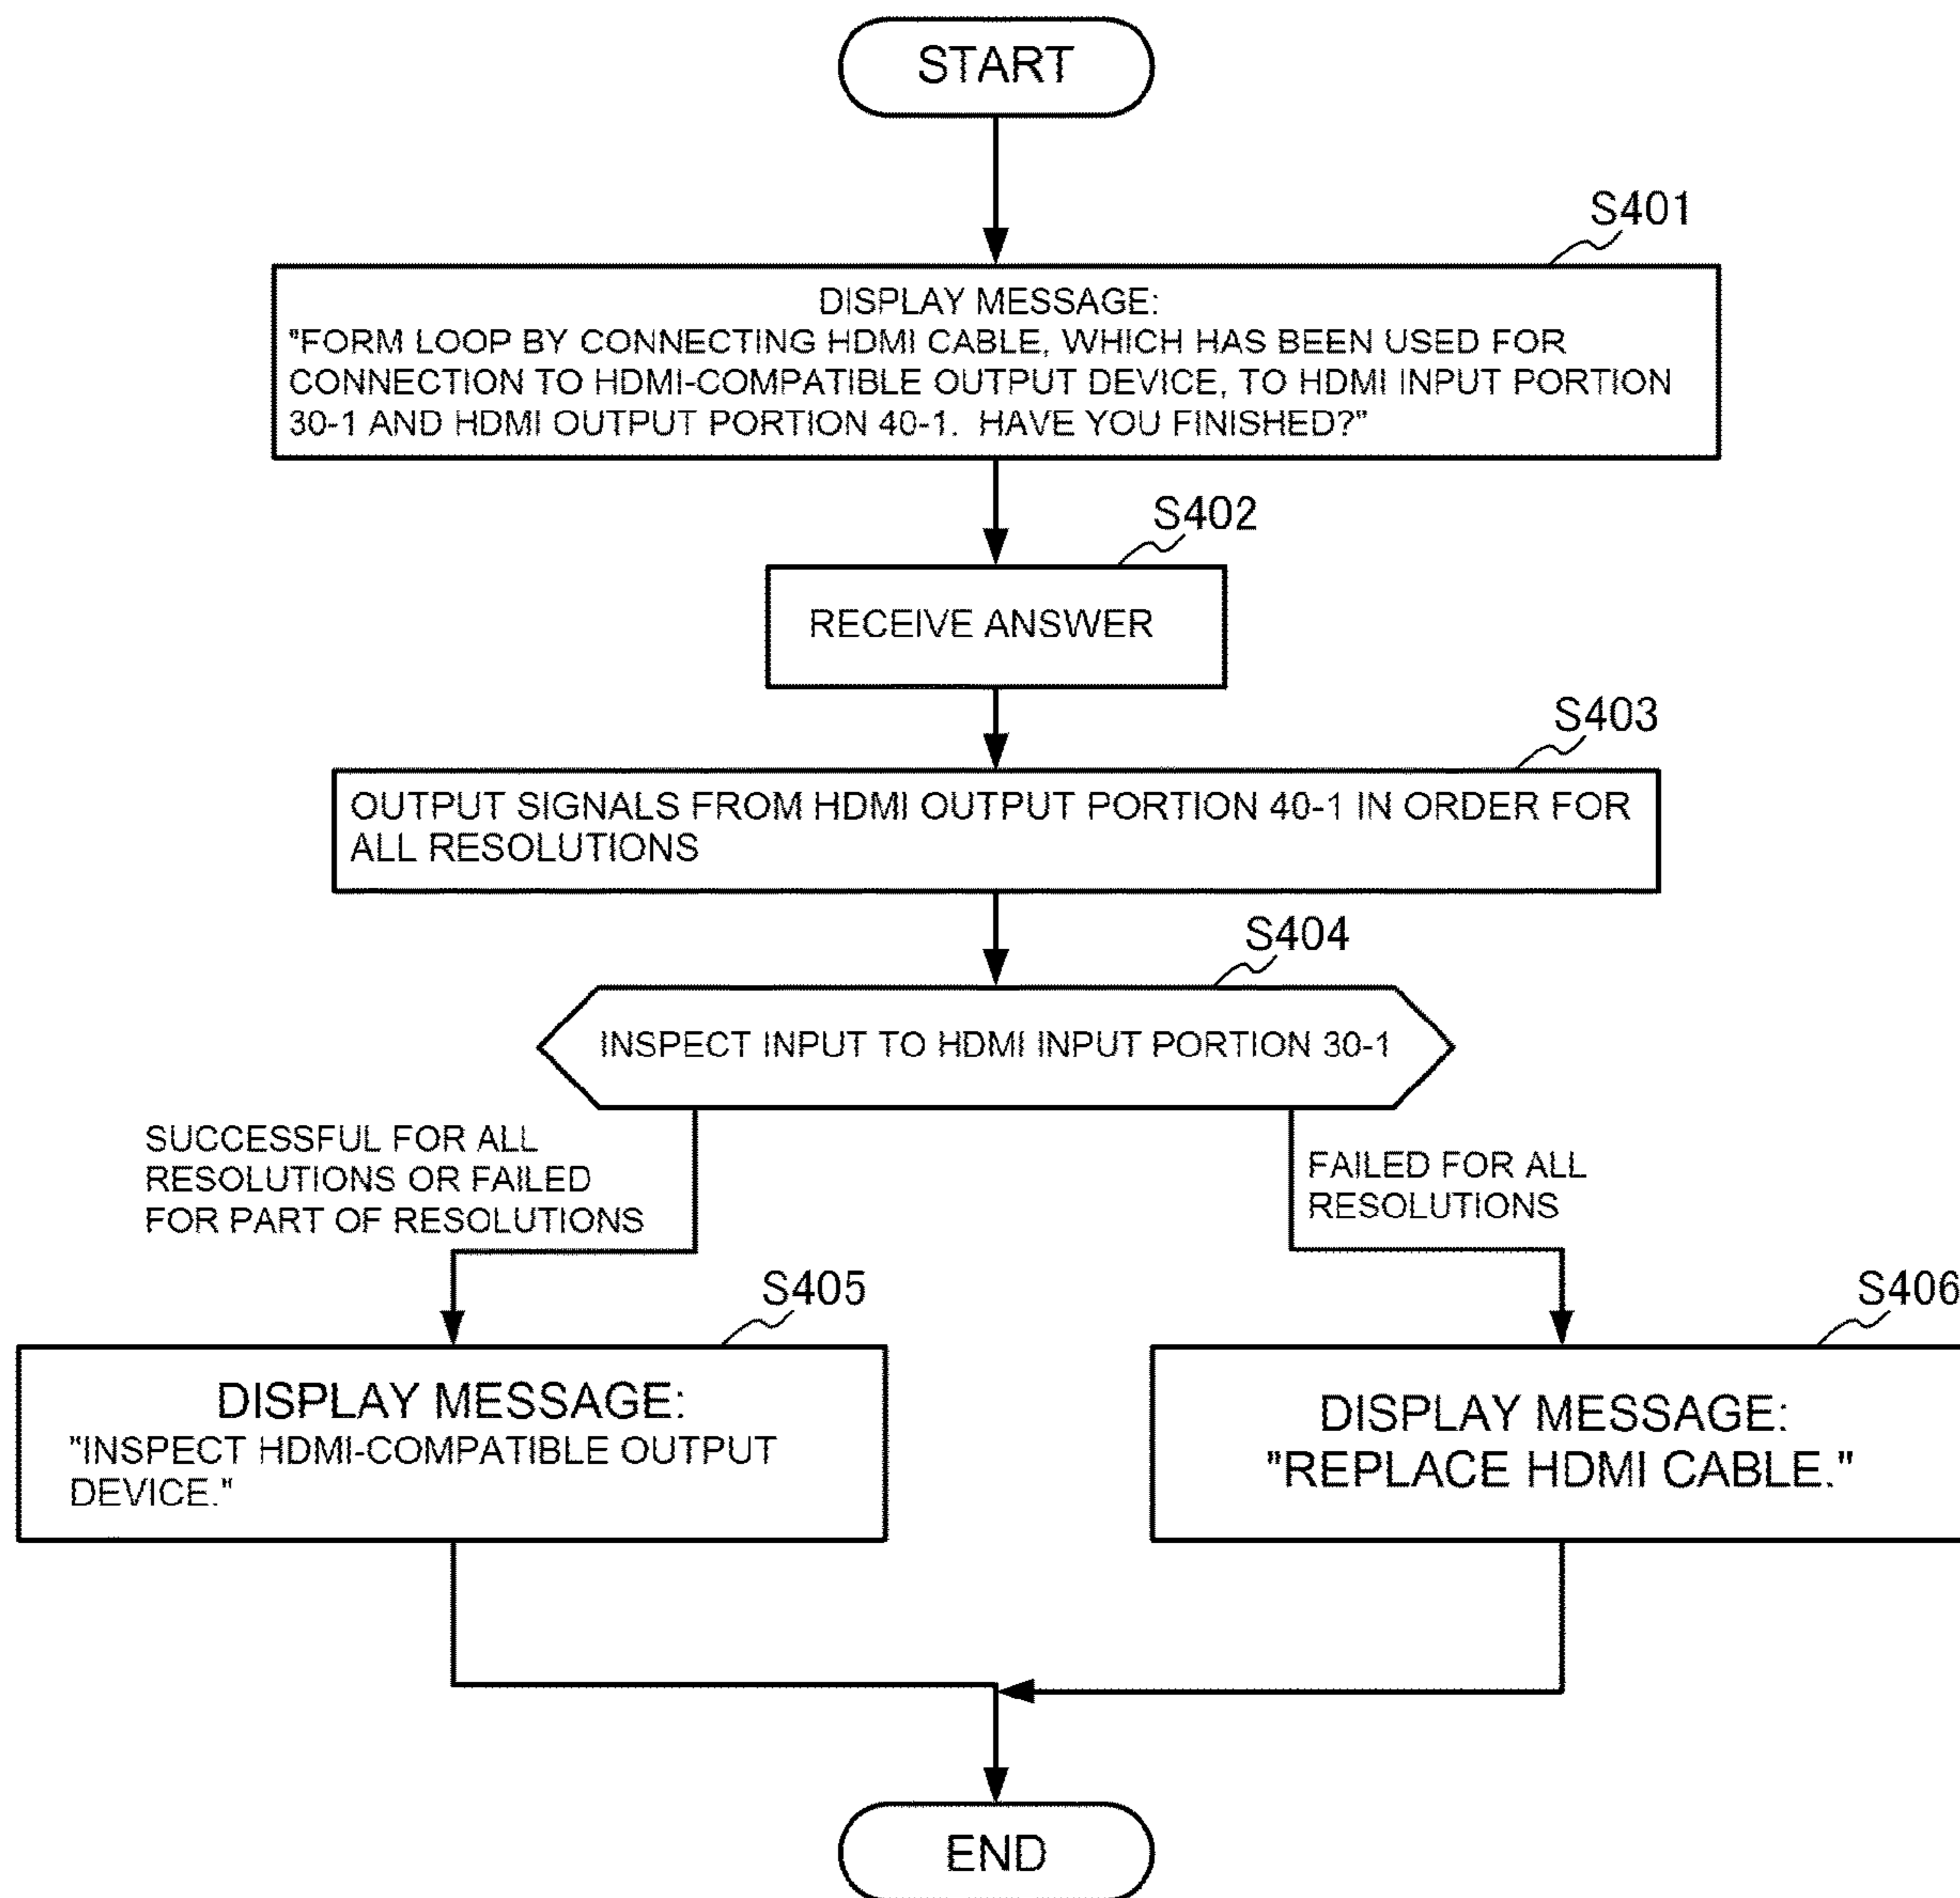 START
S401
DISPLAY MESSAGE:
"FORM LOOP BY CONNECTING HDMI CABLE, WHICH HAS BEEN USED FOR
CONNECTION TO HDMI-COMPATIBLE OUTPUT DEVICE, TO HDMI INPUT PORTION
30-1 AND HDMI OUTPUT PORTION 40-1. HAVE YOU FINISHED?"
S402
RECEIVE ANSWER
S403
OUTPUT SIGNALS FROM HDMI OUTPUT PORTION 40-1 IN ORDER FOR
ALL RESOLUTIONS
S404
INSPECT INPUT TO HDMI INPUT PORTION 30-1
SUCCESSFUL FOR ALL
RESOLUTIONS OR FAILED
FOR PART OF RESOLUTIONS
FAILED FOR ALL
RESOLUTIONS
S405
DISPLAY MESSAGE:
"INSPECT HDMI-COMPATIBLE OUTPUT
DEVICE."
S406
DISPLAY MESSAGE:
"REPLACE HDMI CABLE."
END